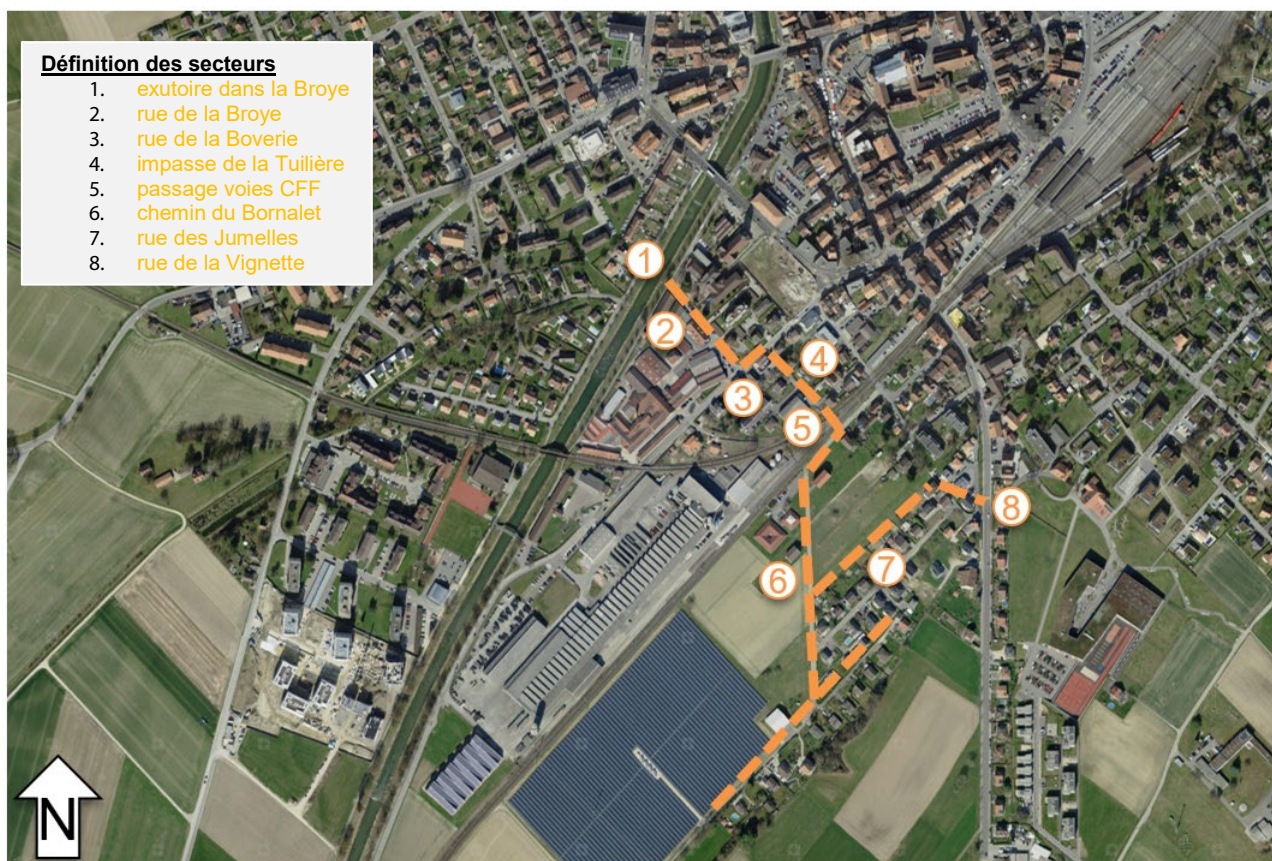 Définition des secteurs
1. exutoire dans la Broye
2. rue de la Broye
3. rue de la Boverie
4. impasse de la Tuilière
5. passage voies CFF
6. chemin du Bornalet
7. rue des Jumelles
8. rue de la Vignette
1
2
4
3
5
8
7
6
N